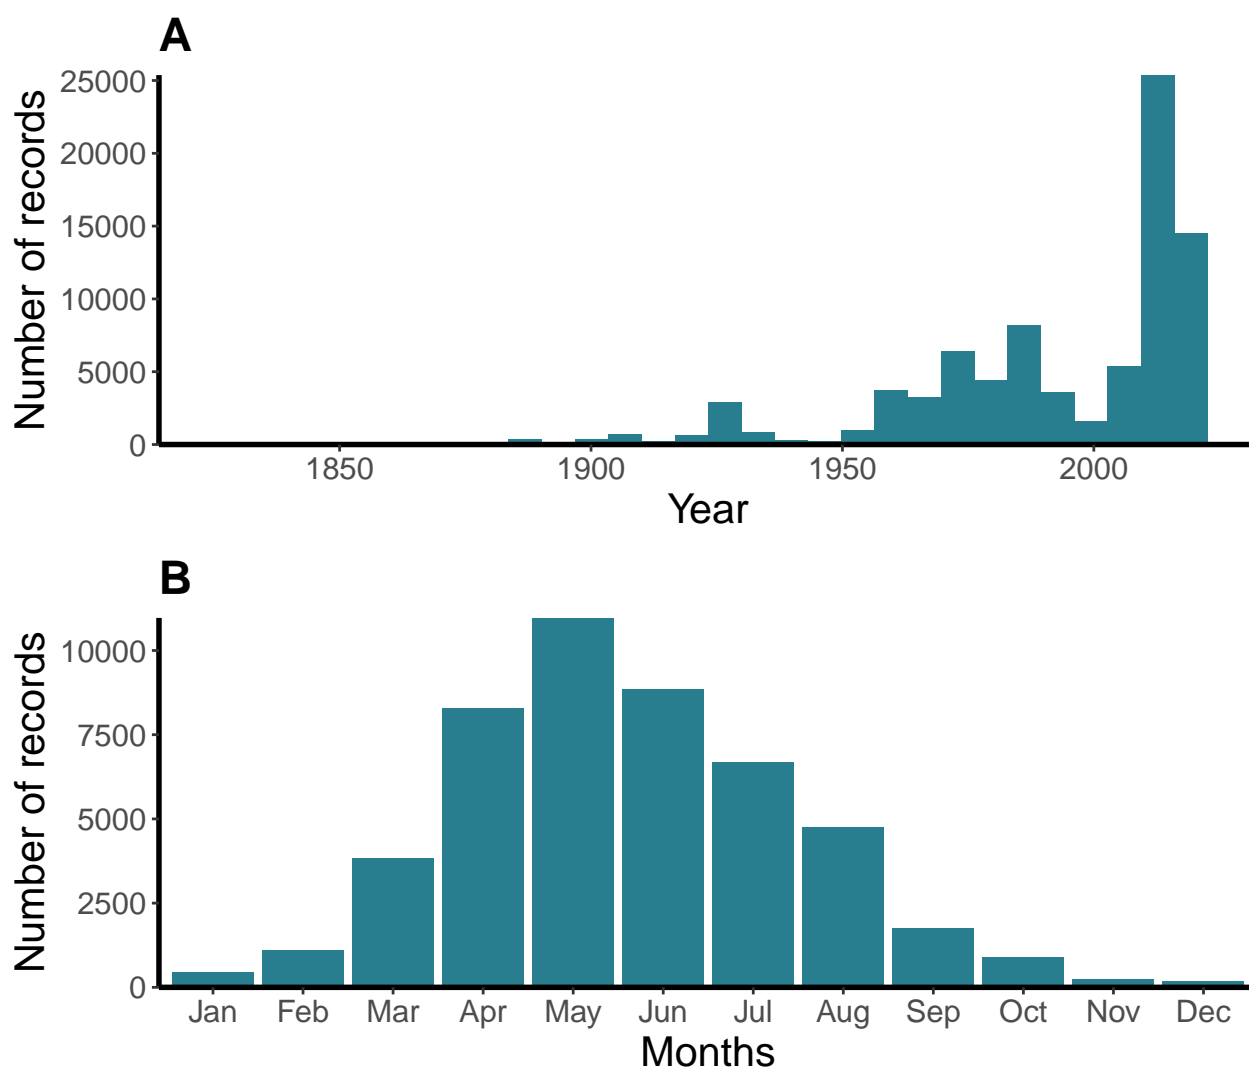 A
Number of records
25000
20000
15000
10000
5000
0
1850 1900 1950 2000
Year
B
Number of records
10000
7500
5000
2500
0
Jan Feb Mar Apr May Jun Jul Aug Sep Oct Nov Dec
Months